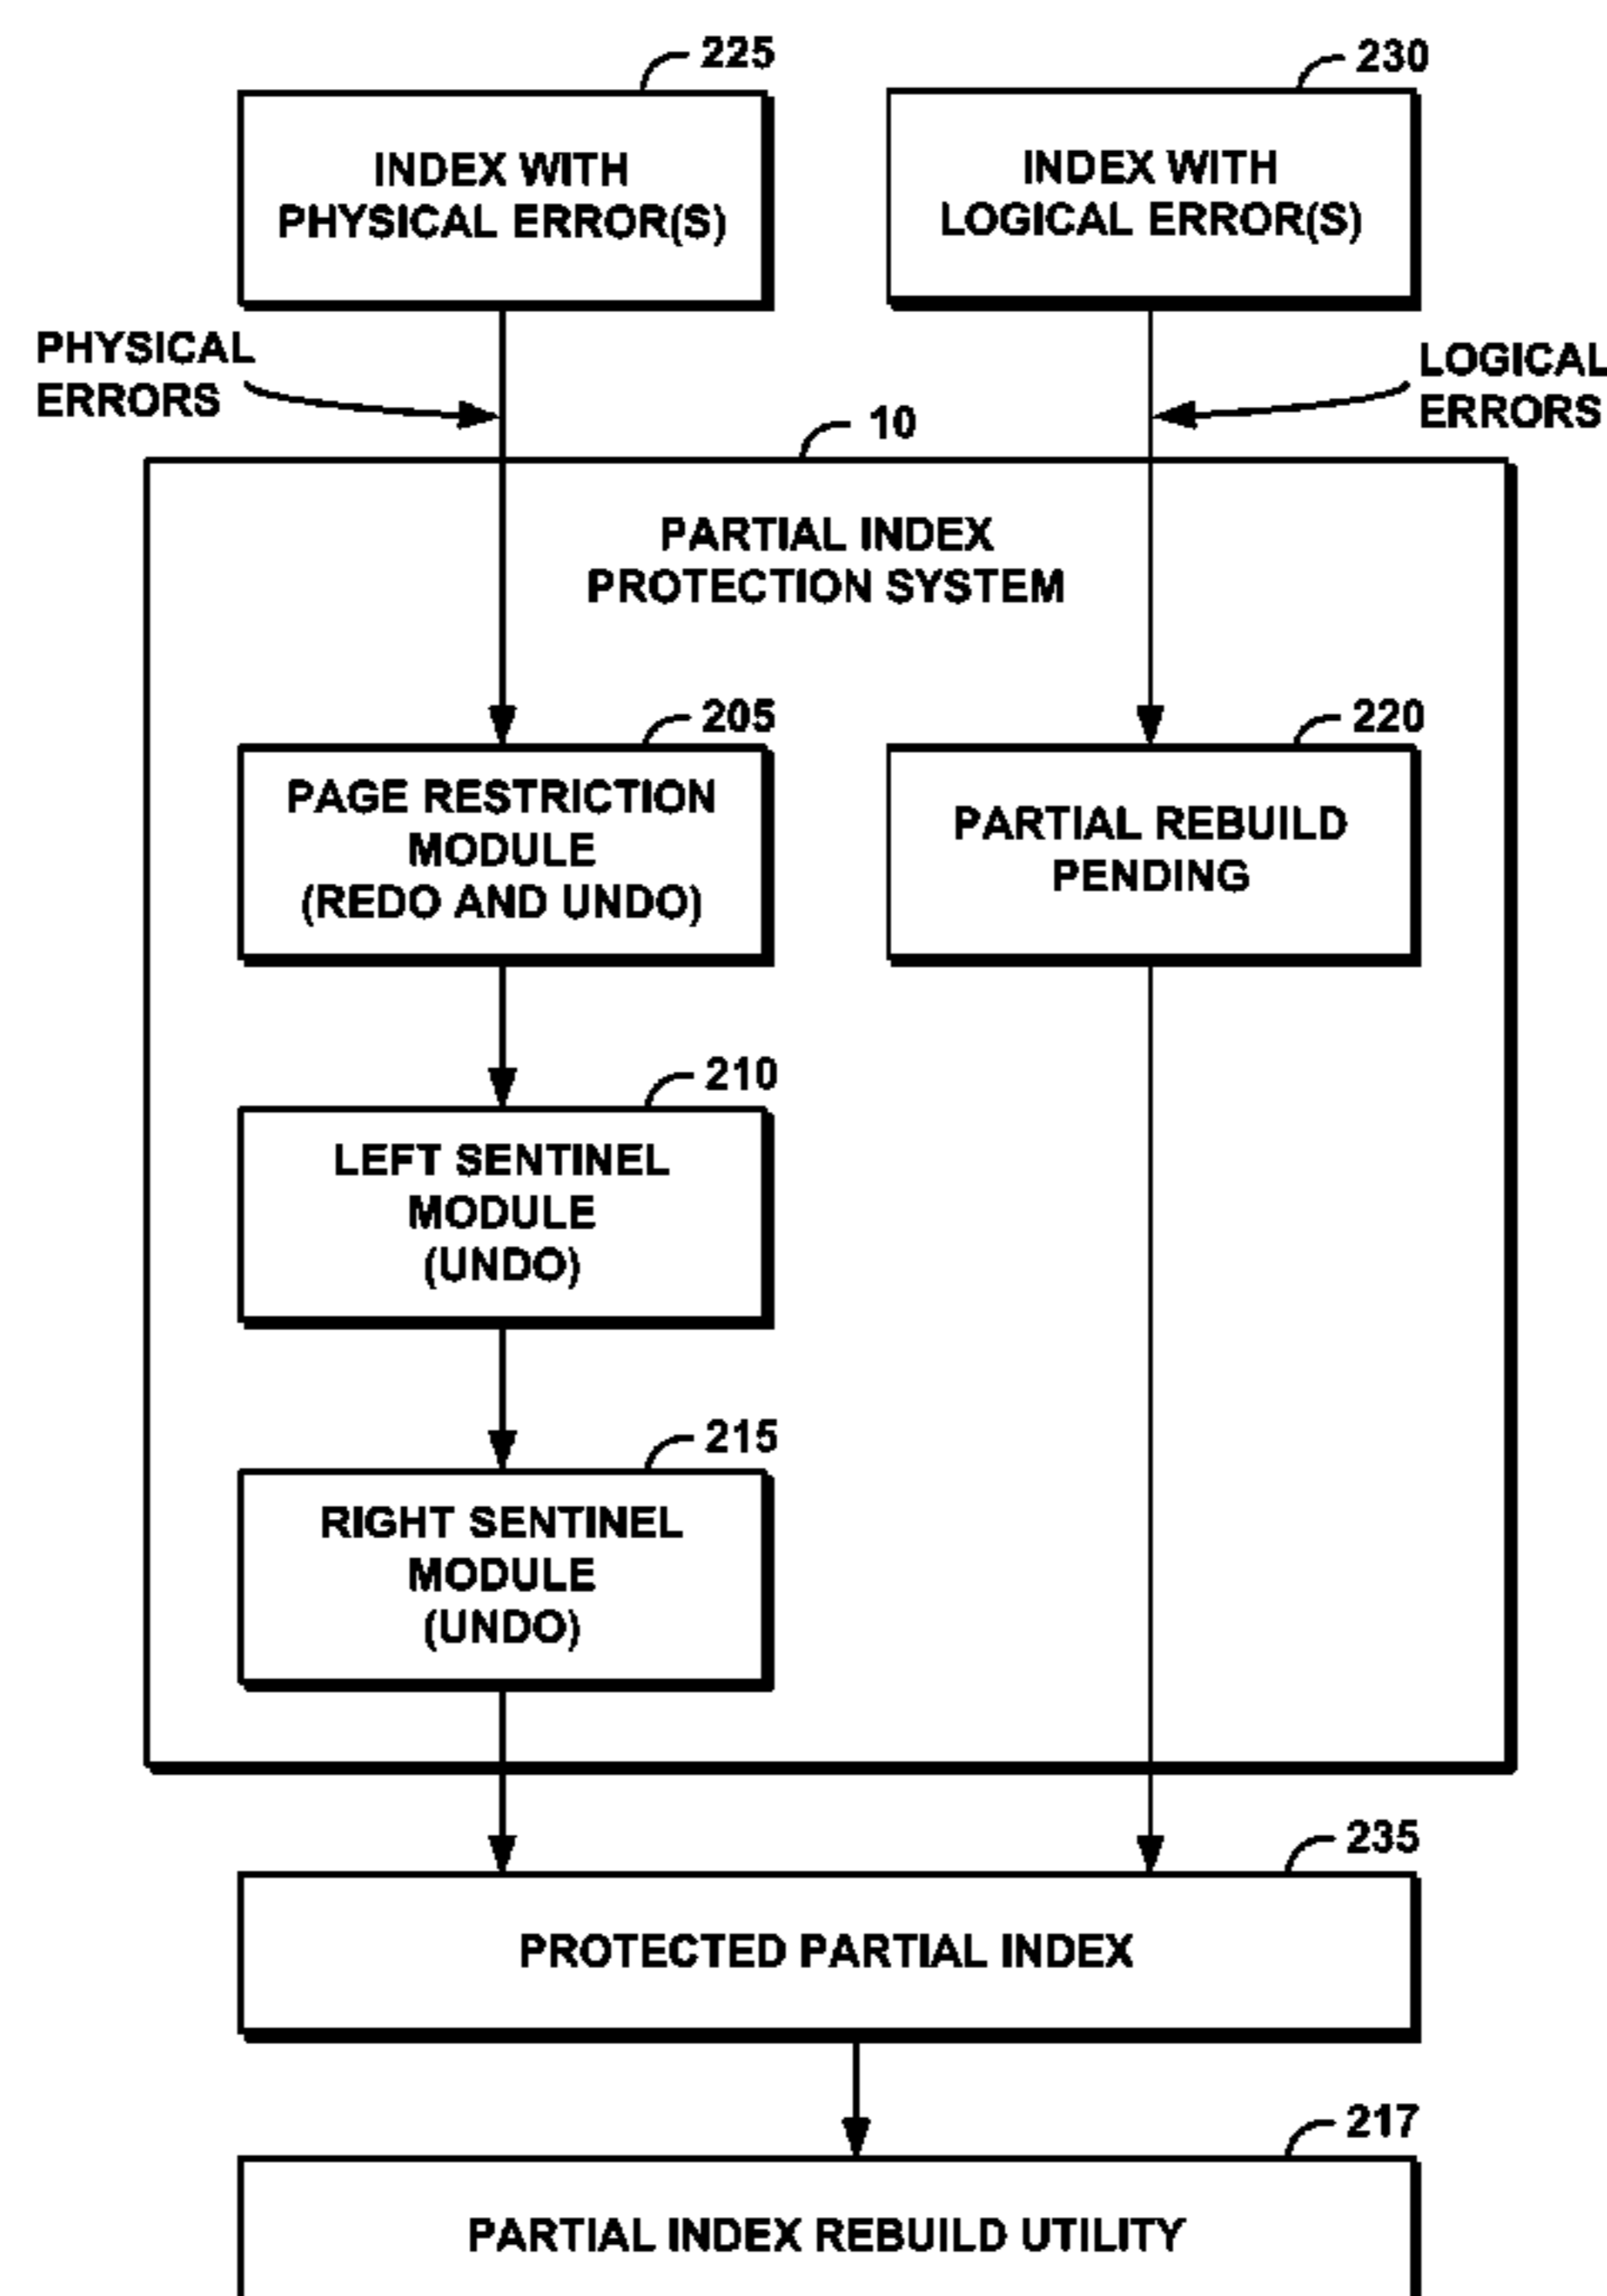 225
INDEX WITH
PHYSICAL ERROR(S)
230
INDEX WITH
LOGICAL ERROR(S)
PHYSICAL
ERRORS
LOGICAL
ERRORS
10
PARTIAL INDEX
PROTECTION SYSTEM
205
PAGE RESTRICTION
MODULE
(REDO AND UNDO)
220
PARTIAL REBUILD
PENDING
210
LEFT SENTINEL
MODULE
(UNDO)
215
RIGHT SENTINEL
MODULE
(UNDO)
235
PROTECTED PARTIAL INDEX
217
PARTIAL INDEX REBUILD UTILITY